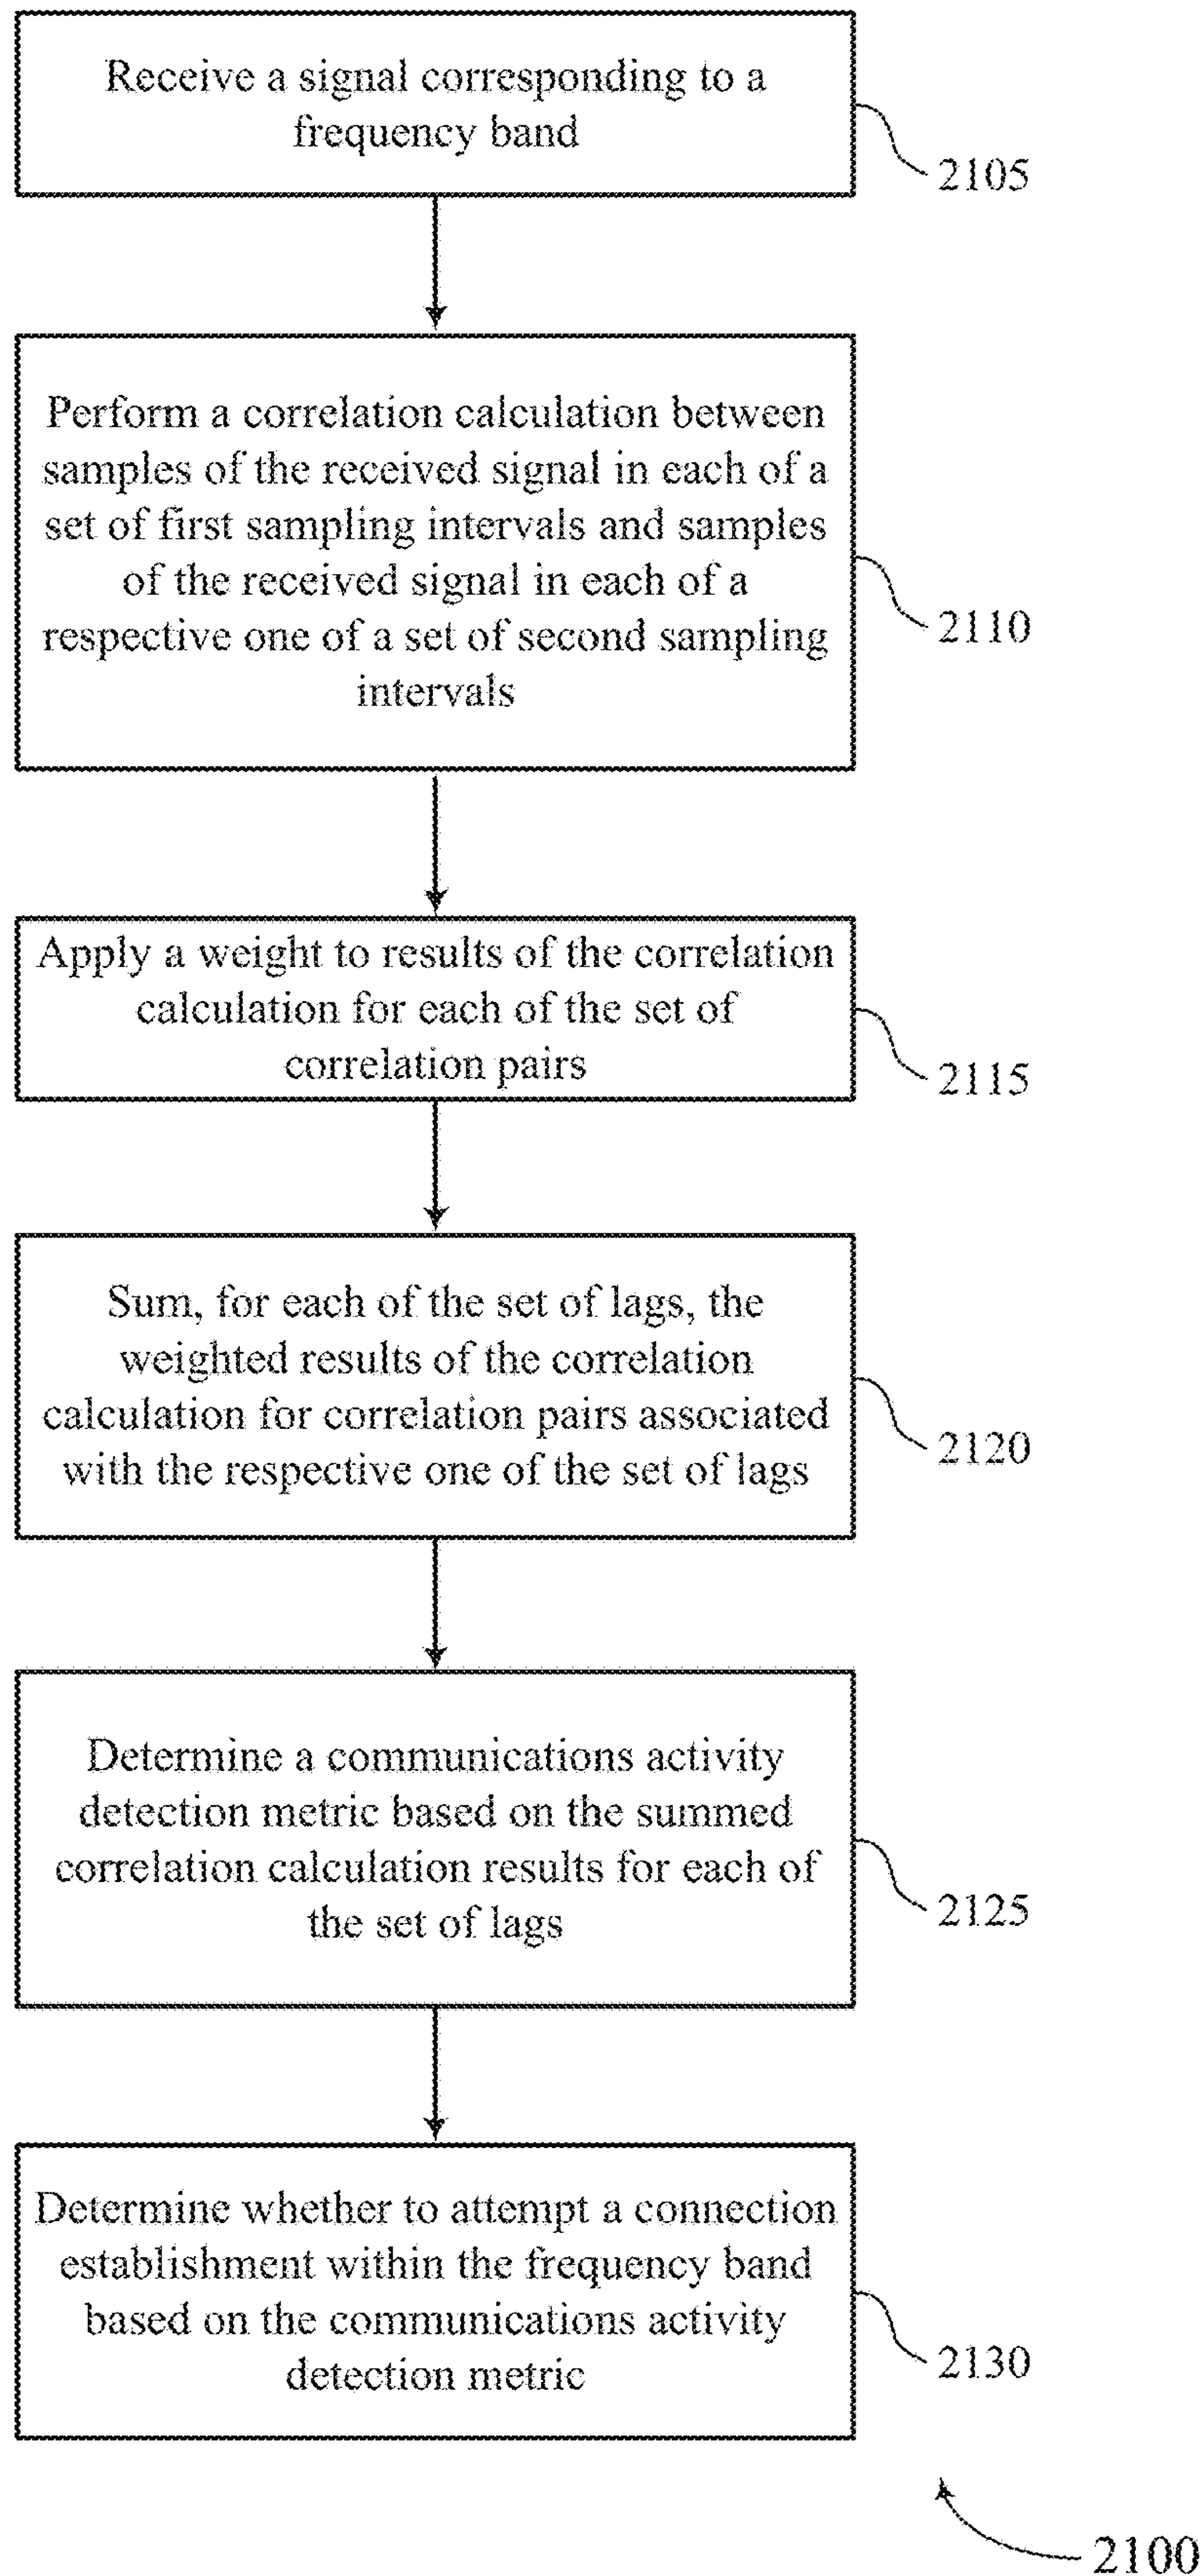 Receive a signal corresponding to a
frequency band
2105
Perform a correlation calculation between
samples of the received signal in each of a
set of first sampling intervals and samples
of the received signal in each of a
respective one of a set of second sampling
intervals
2110
Apply a weight to results of the correlation
calculation for each of the set of
correlation pairs
2115
Sum, for each of the set of lags, the
weighted results of the correlation
calculation for correlation pairs associated
with the respective one of the set of lags
2120
Determine a communications activity
detection metric based on the summed
correlation calculation results for each of
the set of lags
2125
Determine whether to attempt a connection
establishment within the frequency band
based on the communications activity
detection metric
2130
2100